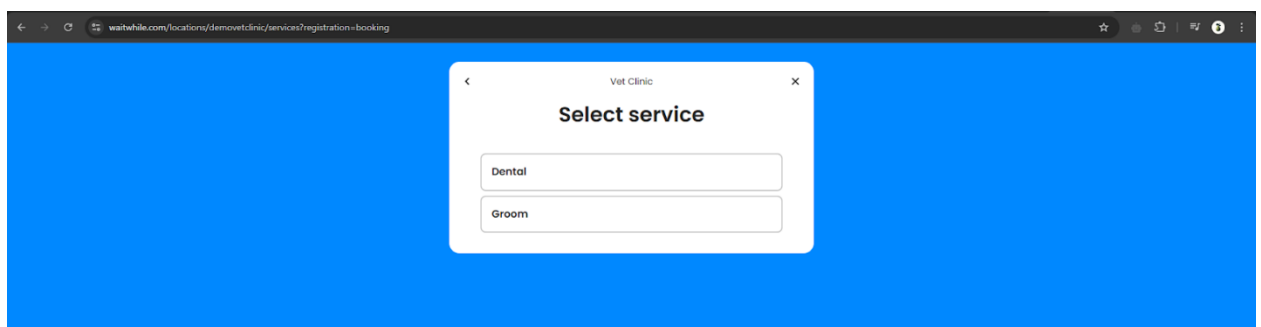 waitwhile.com/locations/demovetclinic/services?registration=booking
Vet Clinic
Select service
Dental
Groom